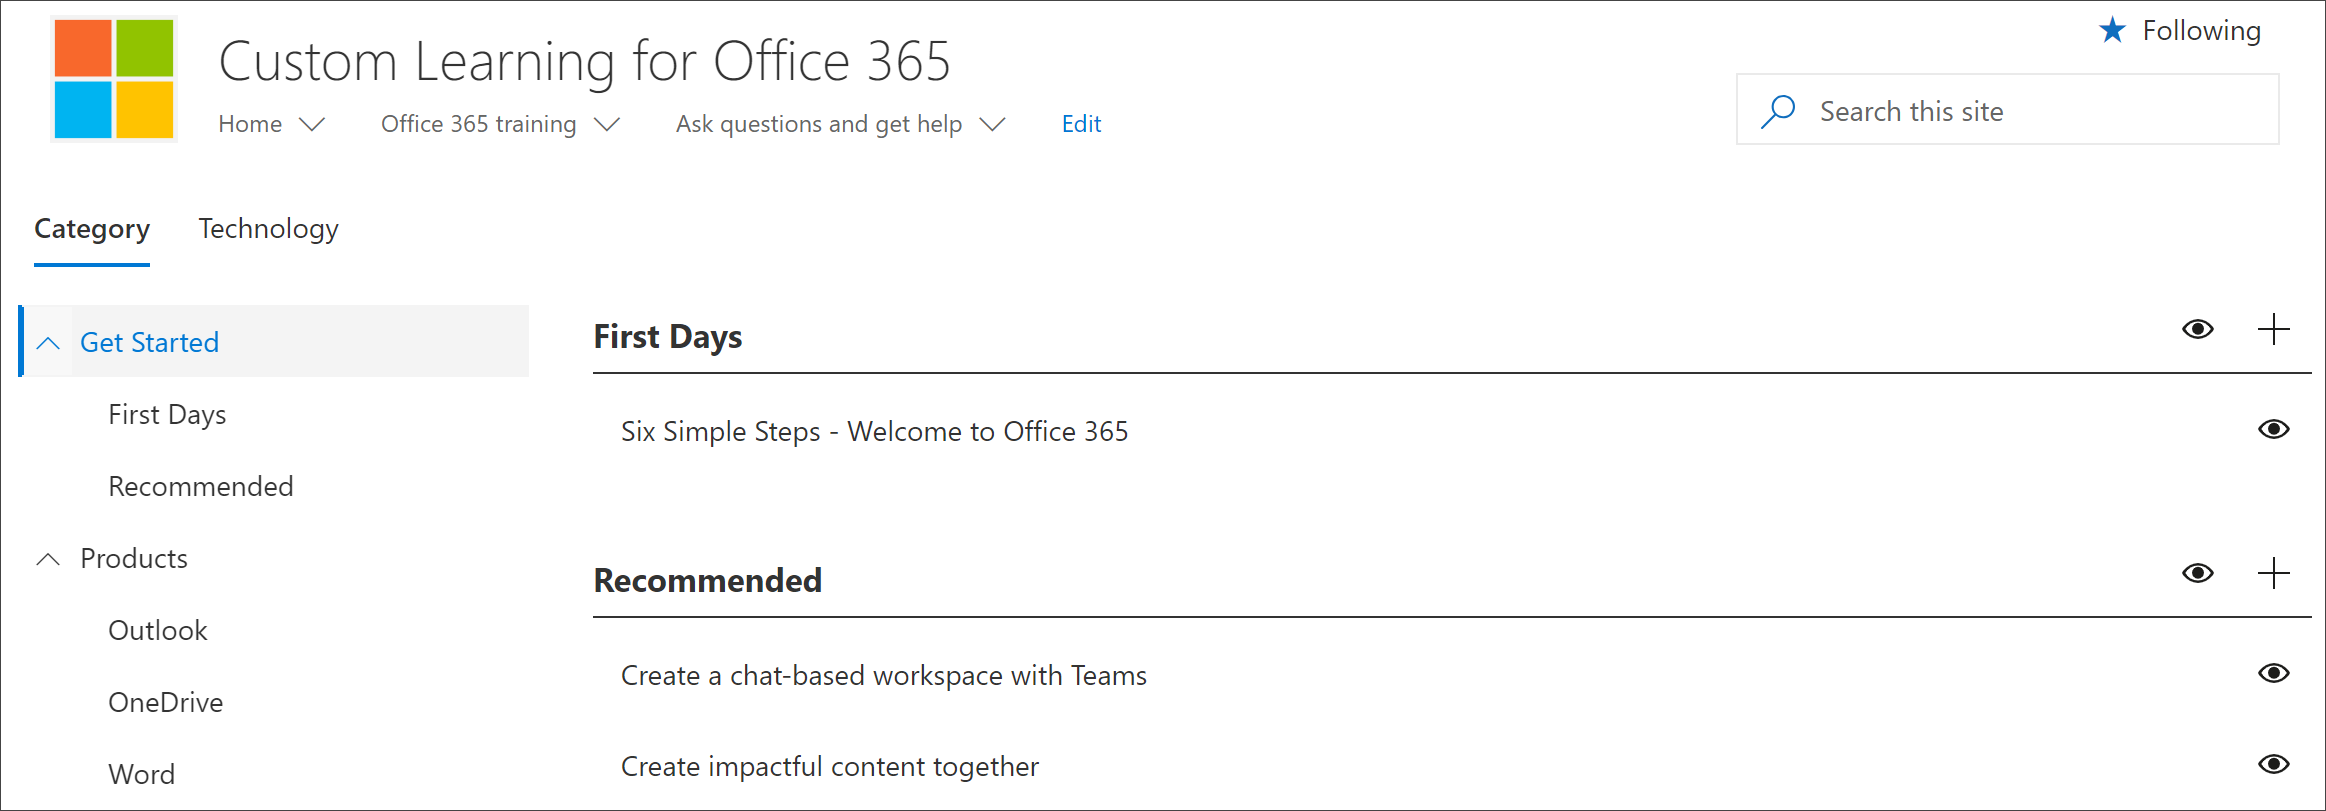 Following
Custom Learning for Office 365
Search this site
Home Office 365 training Ask questions and get help Edit
Category Technology
Get Started
First Days
Recommended
Products
Outlook
OneDrive
Word
First Days
Six Simple Steps - Welcome to Office 365
Recommended
Create a chat-based workspace with Teams
Create impactful content together